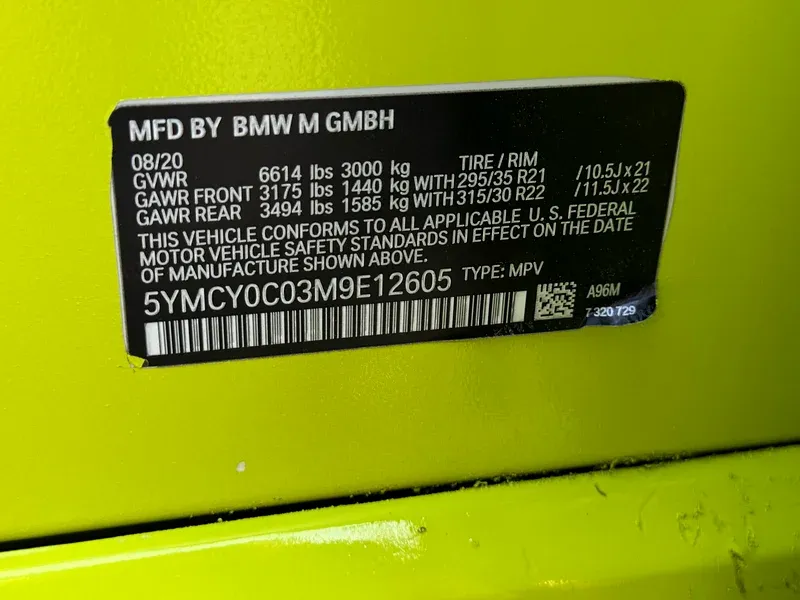 MFD BY BMW M GMBH
08/20
GVWR 6614 lbs 3000 kg TIRE / RIM
GAWR FRONT 3175 lbs 1440 kg WITH 295/35 R21 /10.5J x 21
GAWR REAR 3494 lbs 1585 kg WITH 315/30 R22 /11.5J x 22
THIS VEHICLE CONFORMS TO ALL APPLICABLE U. S. FEDERAL
MOTOR VEHICLE SAFETY STANDARDS IN EFFECT ON THE DATE
OF MANUFACTURE SHOWN ABOVE.
5YMCY0C03M9E12605 TYPE: MPV
A96M
7 320 729